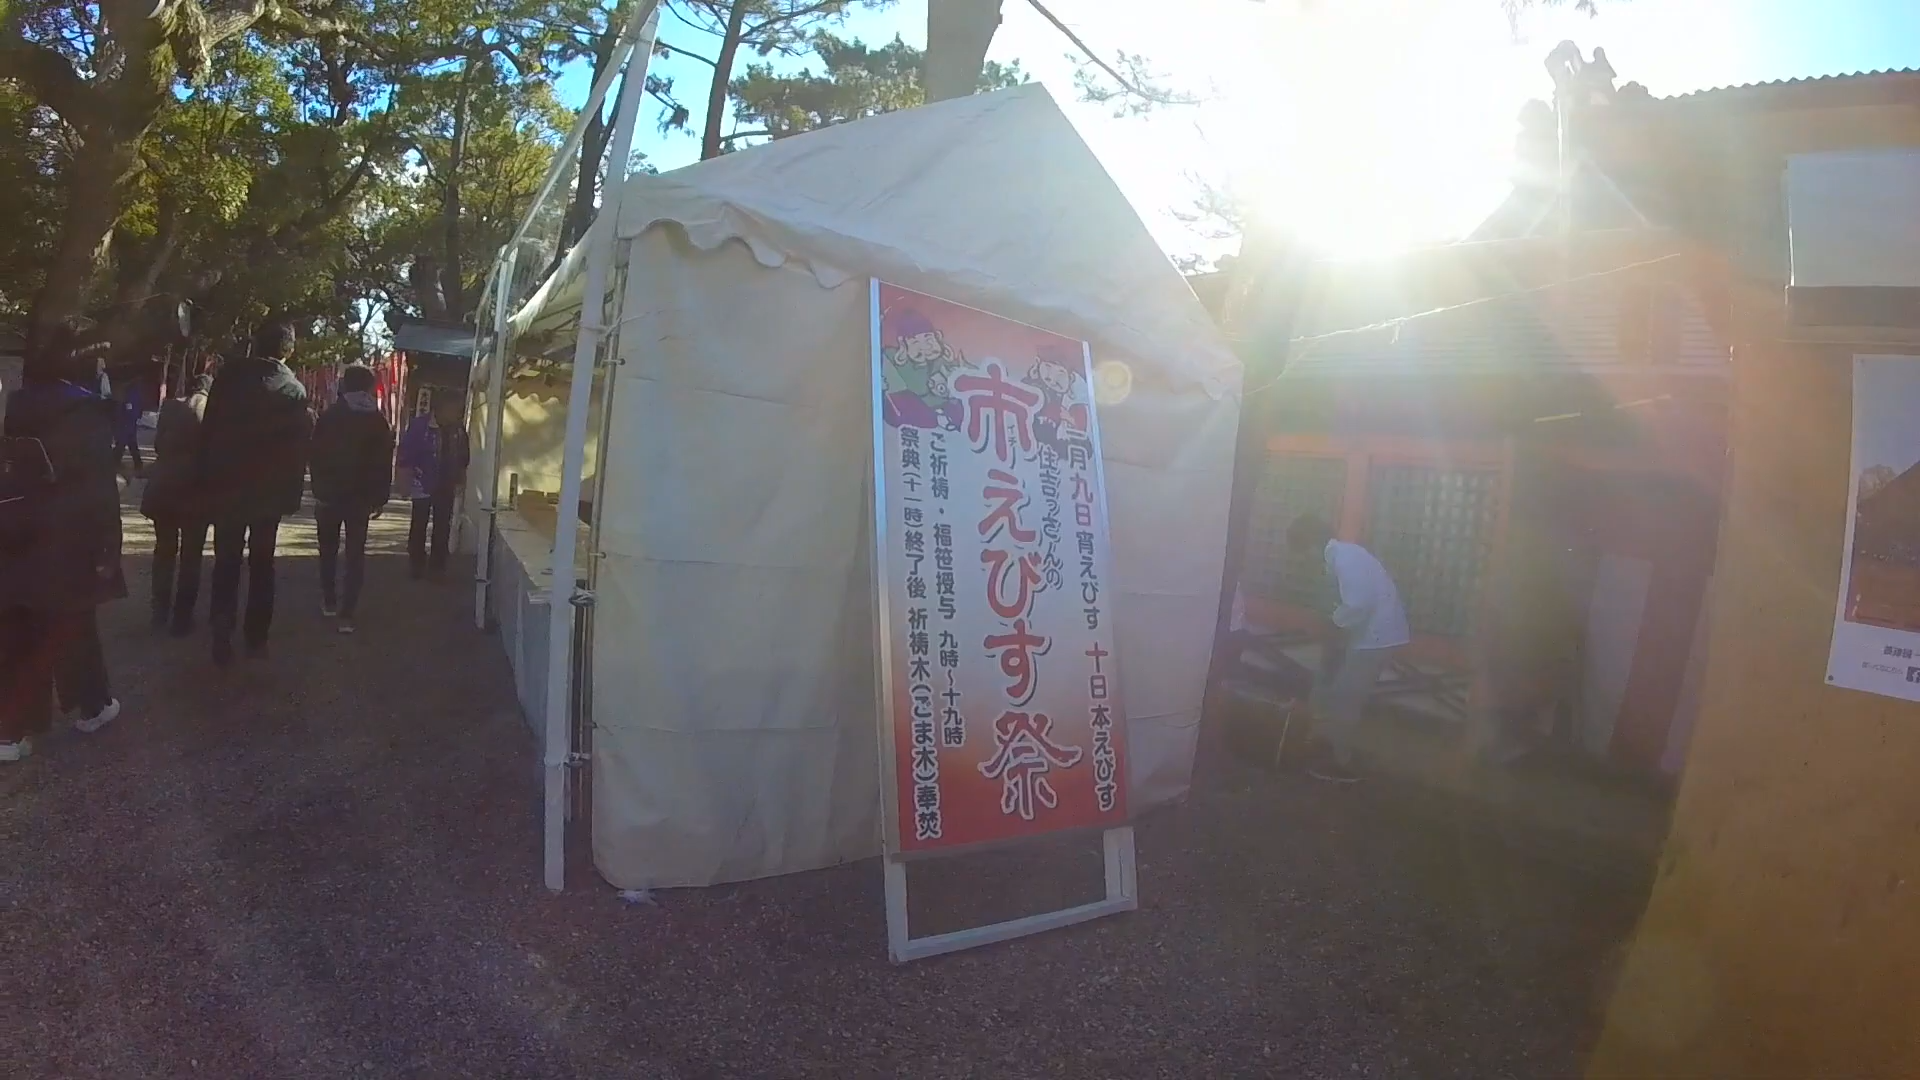 一月九日宵えびす 十日本えびす
住吉っさんの
市えびす祭
イチ
ご祈祷・福笹授与 九時～十九時
祭典(十一時)終了後 祈祷木(ごま木)奉焚